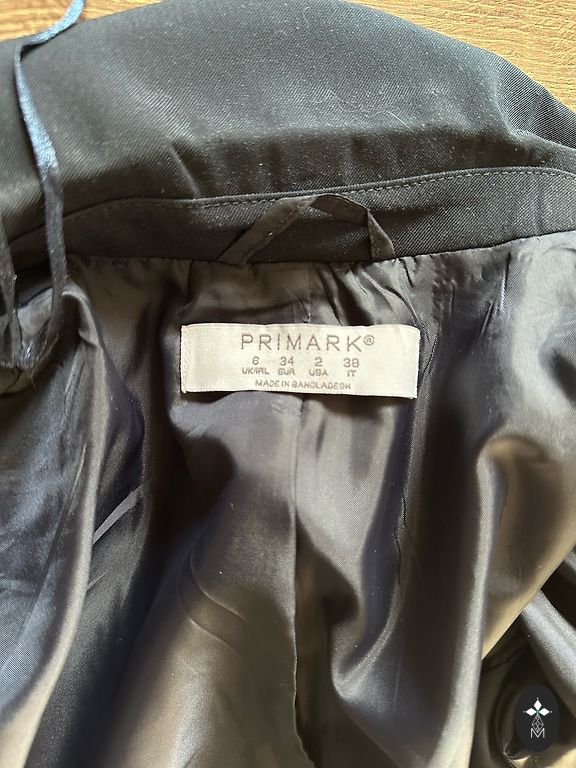 PRIMARK®
6 34 2 38
UK/IRL EUR USA IT
MADE IN BANGLADESH
M